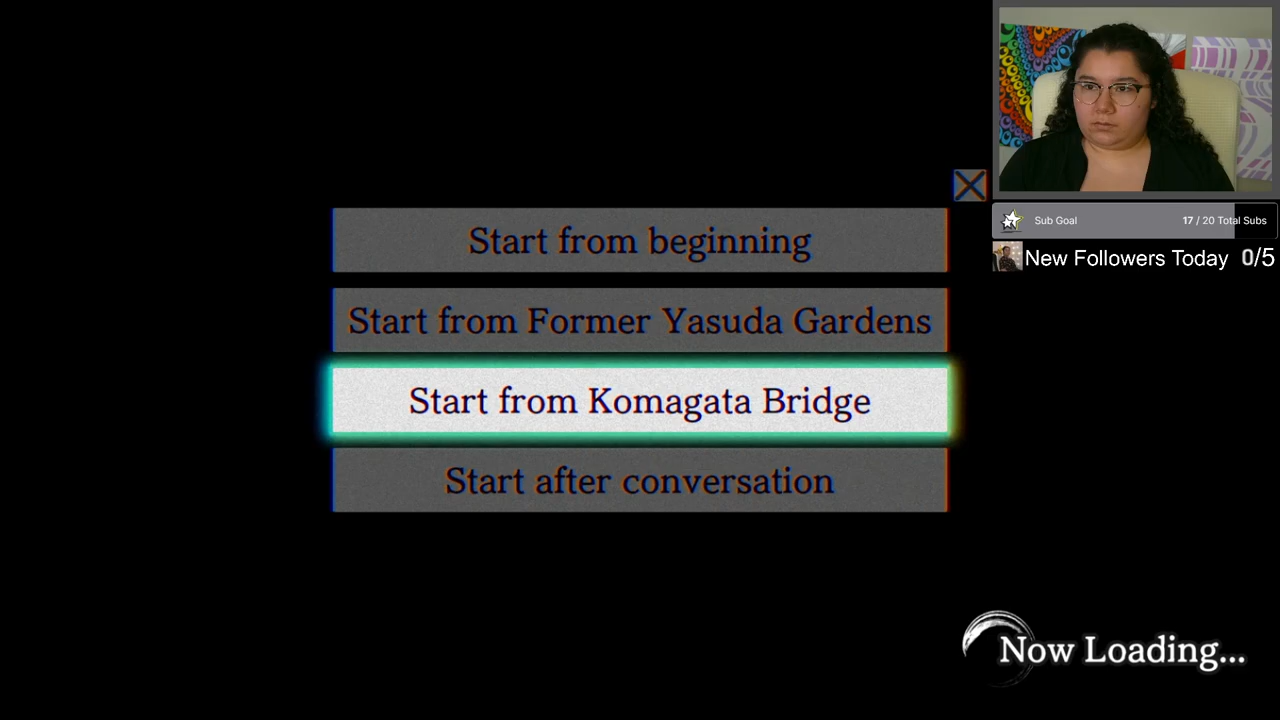 Start from beginning
Start from Former Yasuda Gardens
Start from Komagata Bridge
Start after conversation
Sub Goal 17 / 20 Total Subs
New Followers Today 0/5
Now Loading...